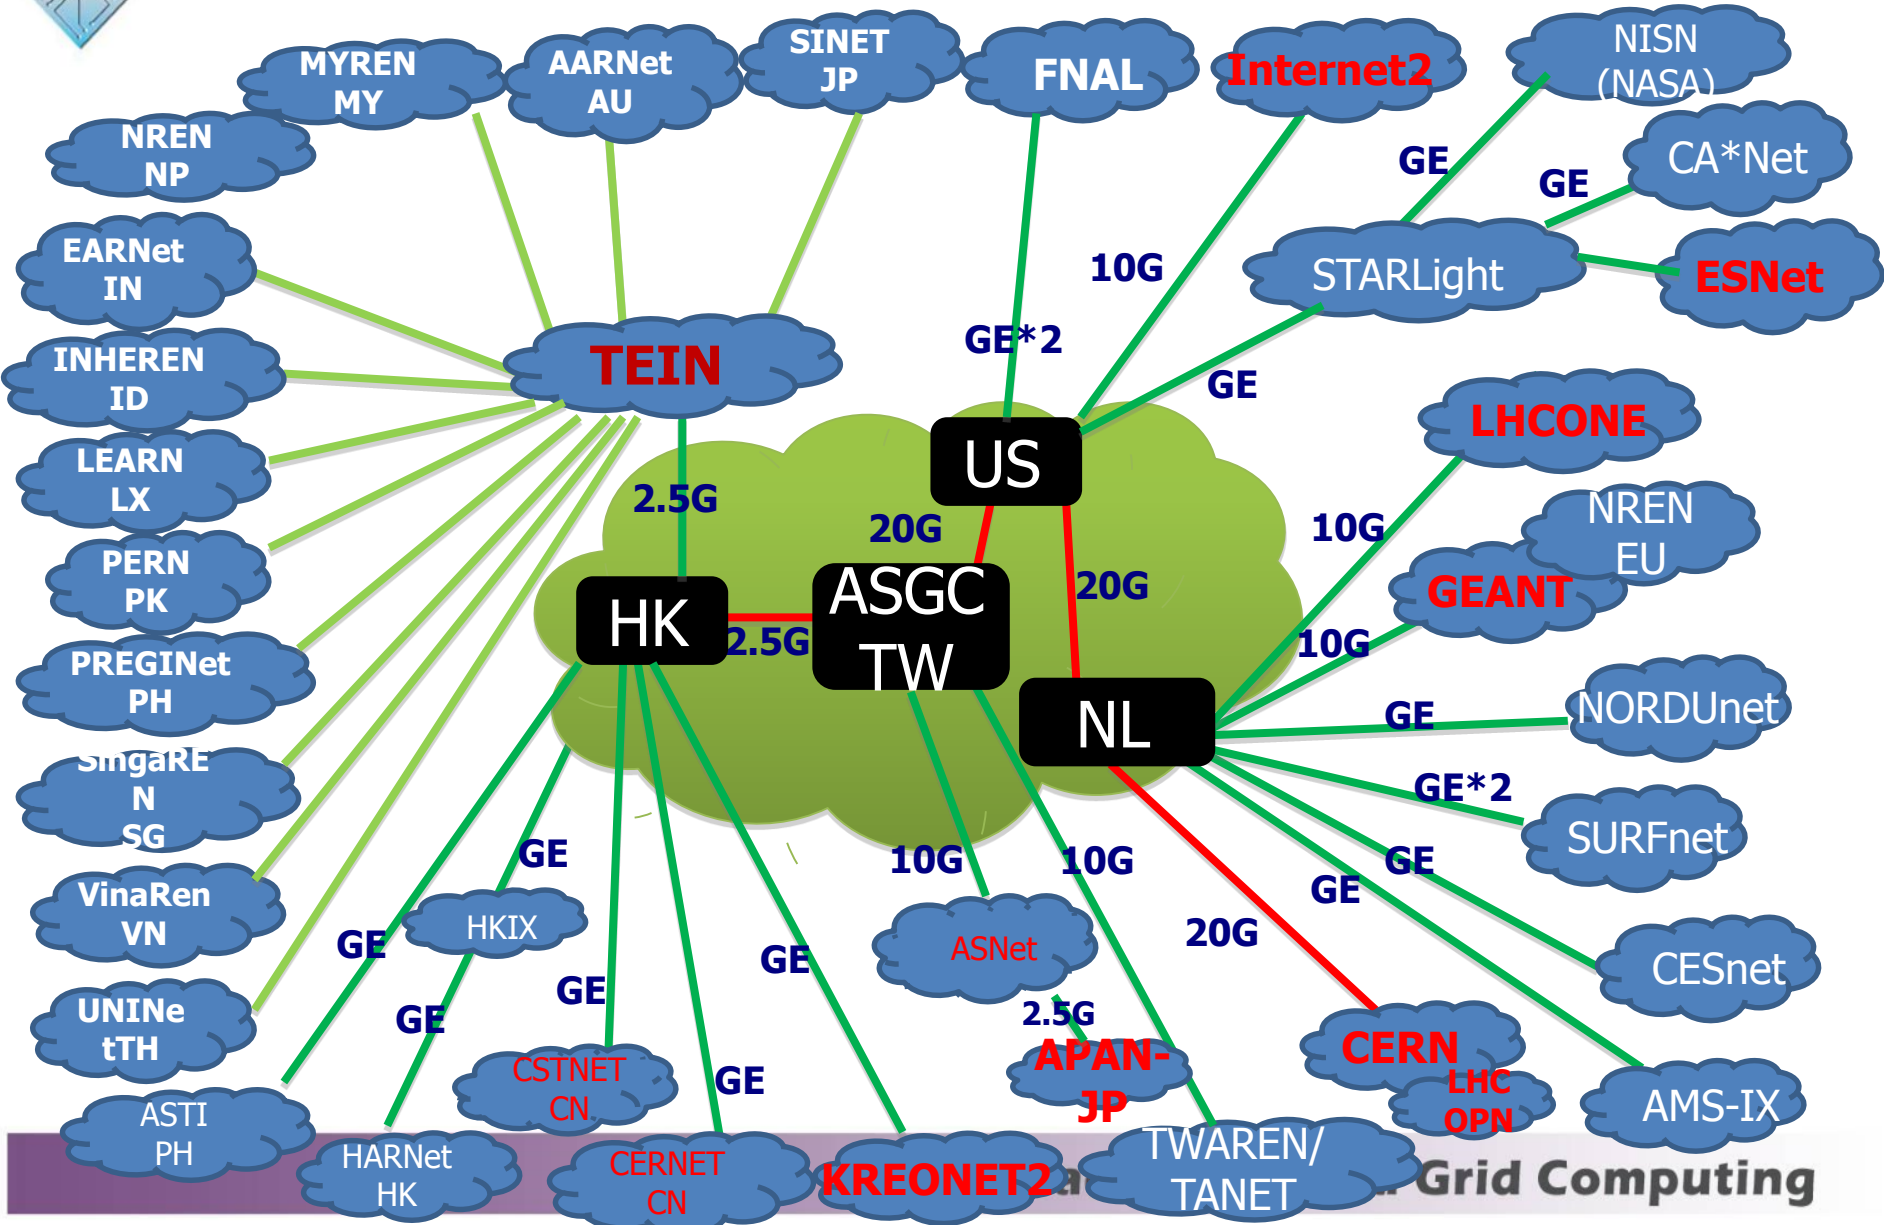 MYREN
MY
AARNet
AU
SINET
JP
FNAL
Internet2
NISN
(NASA)
NREN
NP
CA*Net
GE
GE
EARNet
IN
10G
STARLight
ESNet
INHEREN
ID
TEIN
GE*2
GE
LHCONE
LEARN
LX
US
2.5G
20G
10G
NREN
EU
PERN
PK
HK
ASGC
TW
20G
GEANT
2.5G
10G
PREGINet
PH
NL
GE
NORDUnet
SingaRE
N
SG
GE*2
SURFnet
GE
10G
10G
GE
GE
VinaRen
VN
GE
HKIX
GE
ASNet
20G
CESnet
UNINe
tTH
GE
GE
2.5G
CERN
APAN-
JP
CSTNET
CN
GE
LHC
OPN
AMS-IX
ASTI
PH
HARNet
HK
CERNET
CN
KREONET2
TWAREN/
TANET
Grid Computing